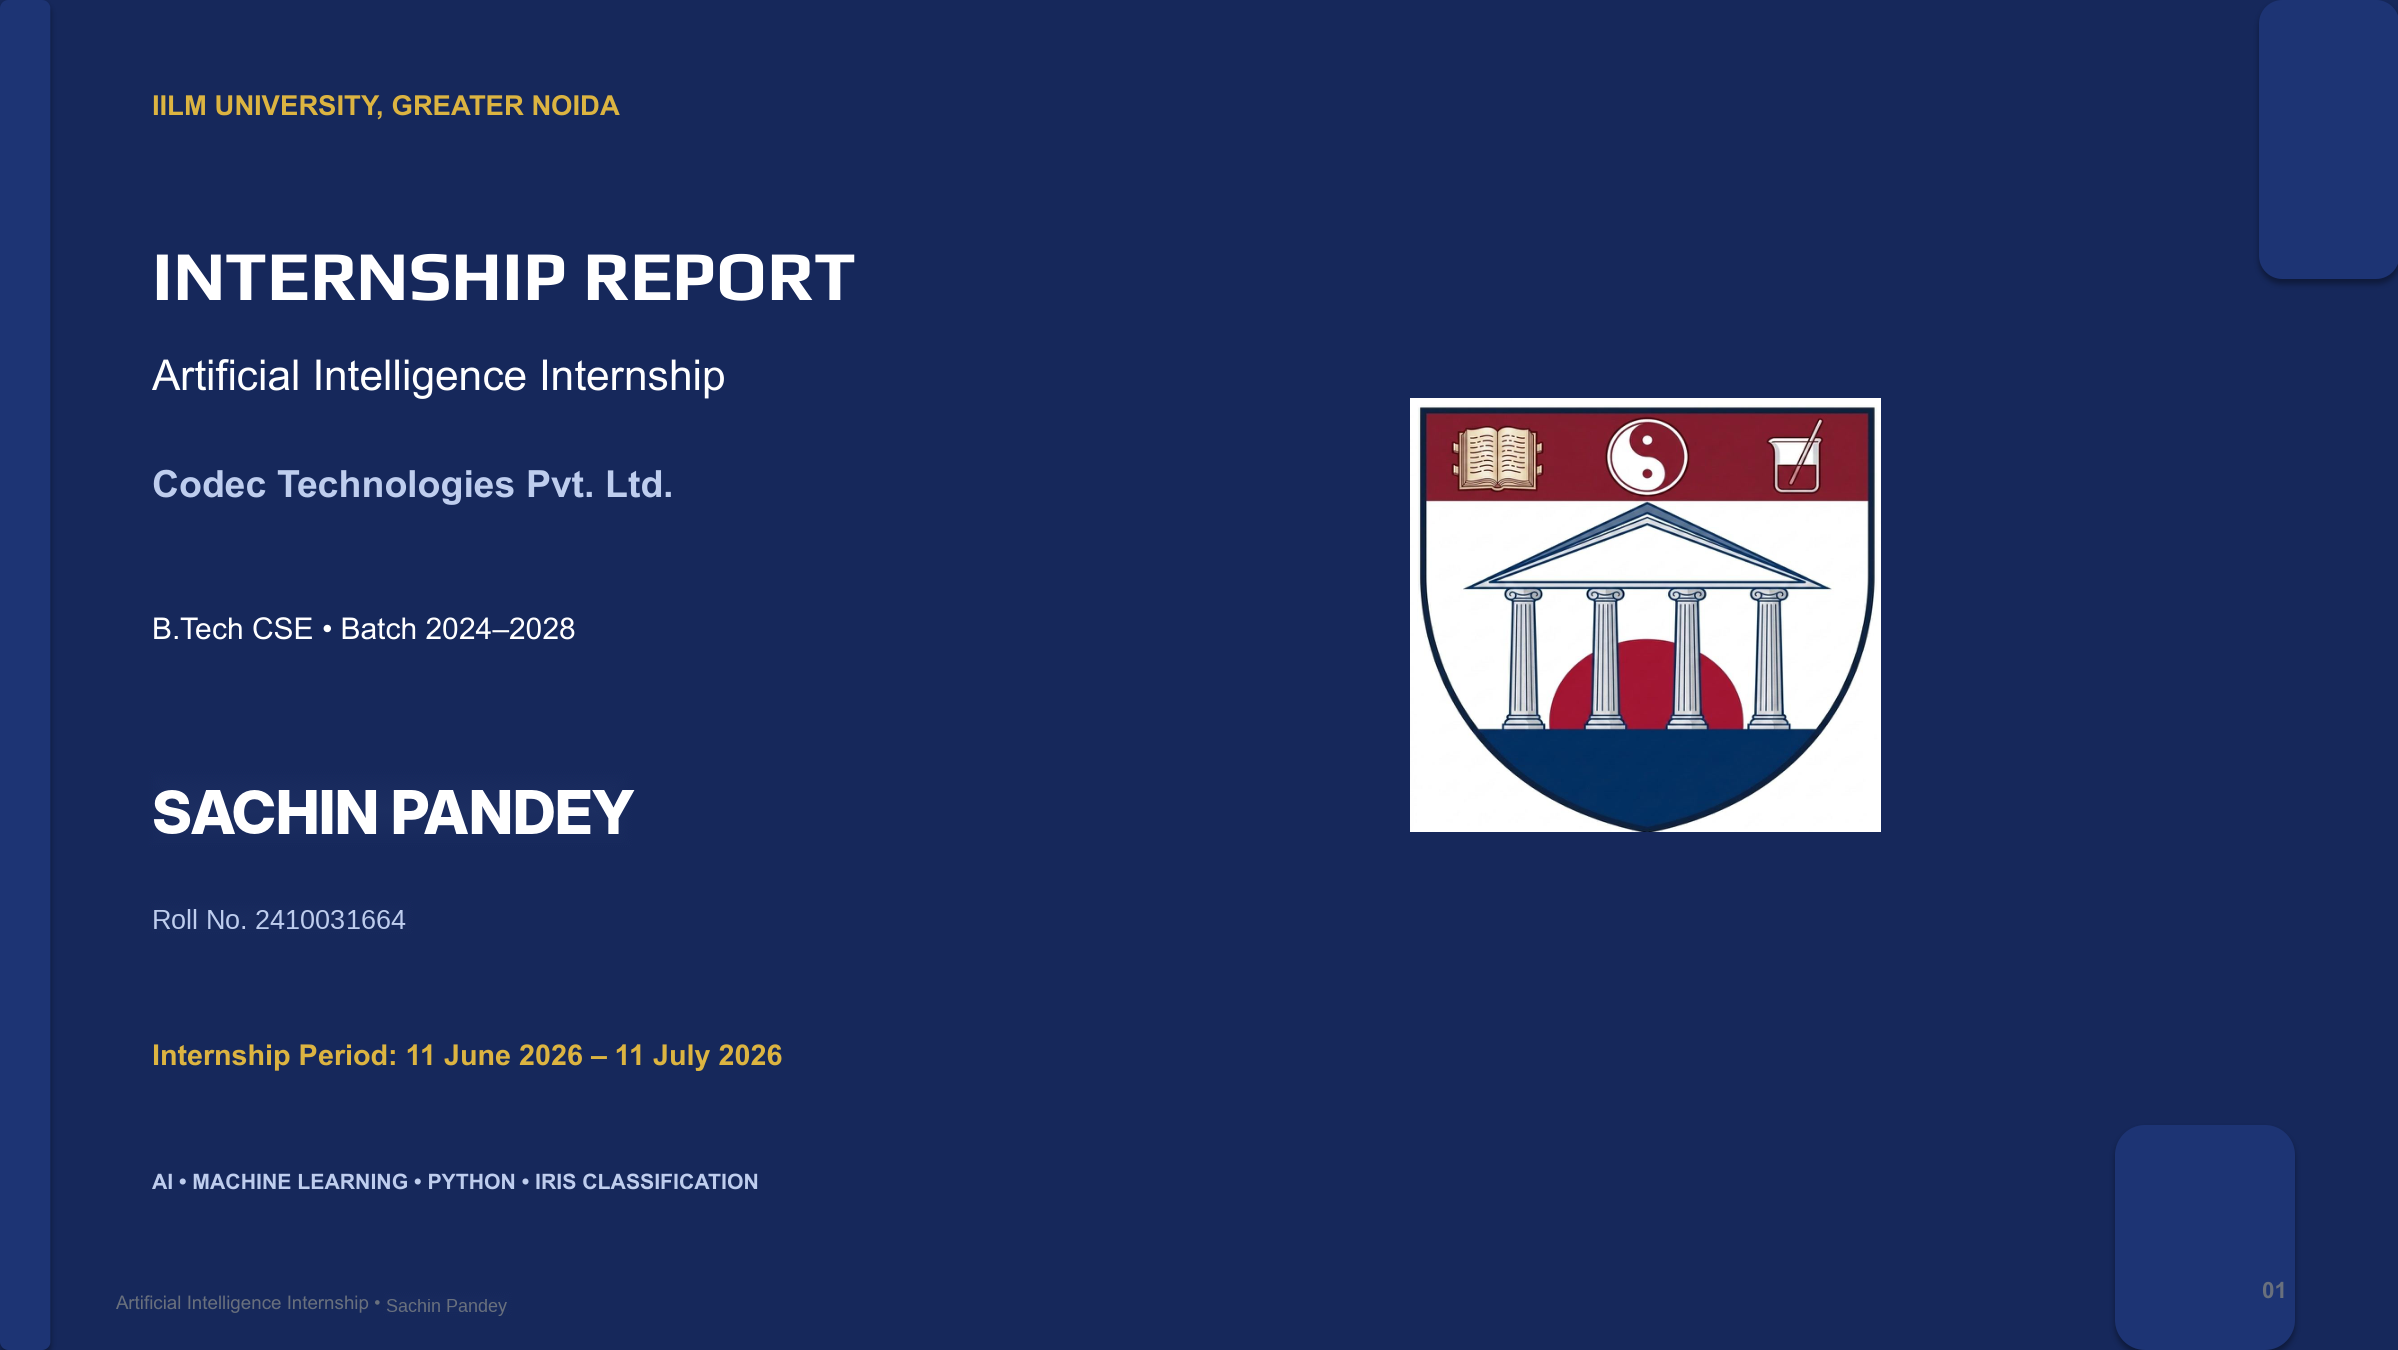 IILM UNIVERSITY, GREATER NOIDA
INTERNSHIP REPORT
Artificial Intelligence Internship
Codec Technologies Pvt. Ltd.
B.Tech CSE • Batch 2024–2028
SACHIN PANDEY
Roll No. 2410031664
Internship Period: 11 June 2026 – 11 July 2026
AI • MACHINE LEARNING • PYTHON • IRIS CLASSIFICATION
Artificial Intelligence Internship • Sachin Pandey
01